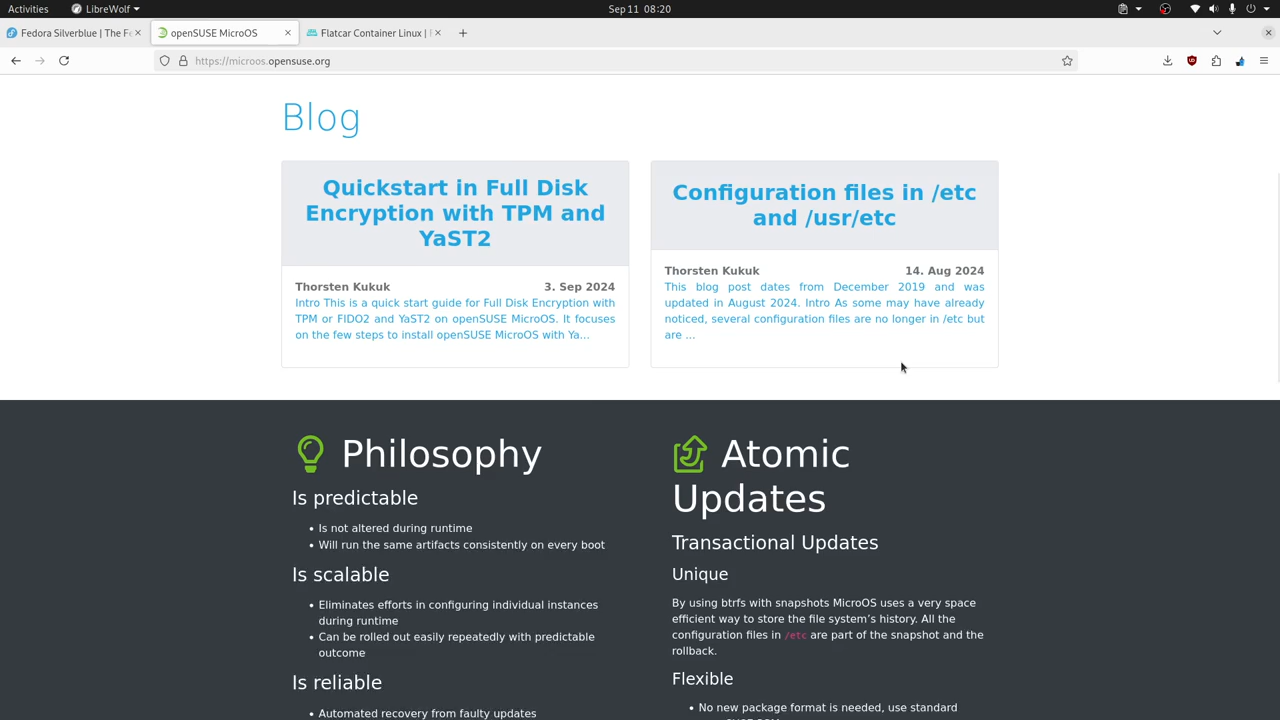 Activities
LibreWolf
Sep 11 08:20
Fedora Silverblue | The F
openSUSE MicroOS
Flatcar Container Linux |
https://microos.opensuse.org
Blog
Quickstart in Full Disk
Encryption with TPM and
YaST2
Thorsten Kukuk 3. Sep 2024
Intro This is a quick start guide for Full Disk Encryption with
TPM or FIDO2 and YaST2 on openSUSE MicroOS. It focuses
on the few steps to install openSUSE MicroOS with Ya...
Configuration files in /etc
and /usr/etc
Thorsten Kukuk 14. Aug 2024
This blog post dates from December 2019 and was
updated in August 2024. Intro As some may have already
noticed, several configuration files are no longer in /etc but
are ...
Philosophy
Is predictable
• Is not altered during runtime
• Will run the same artifacts consistently on every boot
Is scalable
• Eliminates efforts in configuring individual instances
during runtime
• Can be rolled out easily repeatedly with predictable
outcome
Is reliable
• Automated recovery from faulty updates
Atomic
Updates
Transactional Updates
Unique
By using btrfs with snapshots MicroOS uses a very space
efficient way to store the file system's history. All the
configuration files in /etc are part of the snapshot and the
rollback.
Flexible
• No new package format is needed, use standard